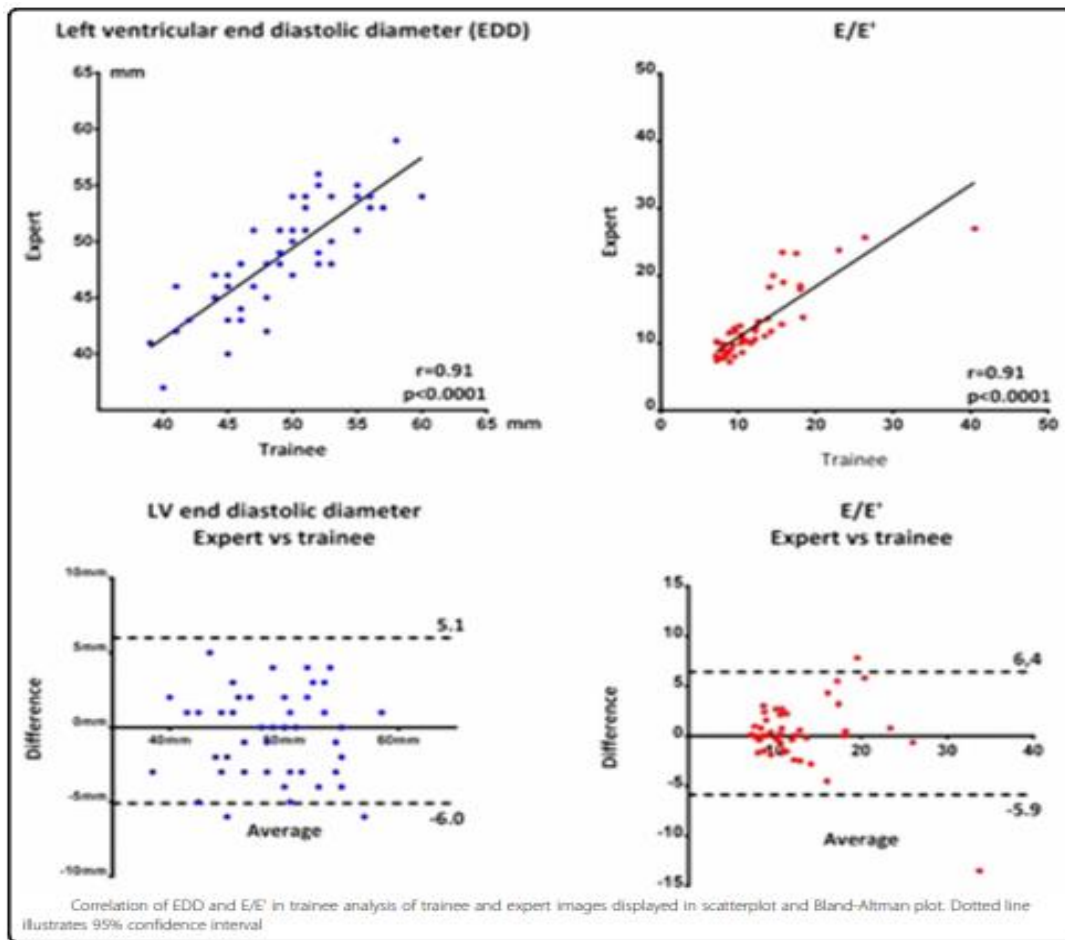 Left ventricular end diastolic diameter (EDD)
65
mm
60
55
50
45
40
Expert
r=0.91
p<0.0001
40
45
50
55
60
65
mm
Trainee
E/E'
50
40
30
20
10
0
Expert
r=0.91
p<0.0001
0
10
20
30
40
50
Trainee
LV end diastolic diameter
Expert vs trainee
10mm
5mm
0mm
-5mm
-10mm
Difference
5.1
40mm
50mm
60mm
-6.0
Average
E/E'
Expert vs trainee
15
10
5
0
-5
-10
-15
Difference
6.4
10
20
30
40
-5.9
Average
Correlation of EDD and E/E' in trainee analysis of trainee and expert images displayed in scatterplot and Bland-Altman plot. Dotted line
illustrates 95% confidence interval